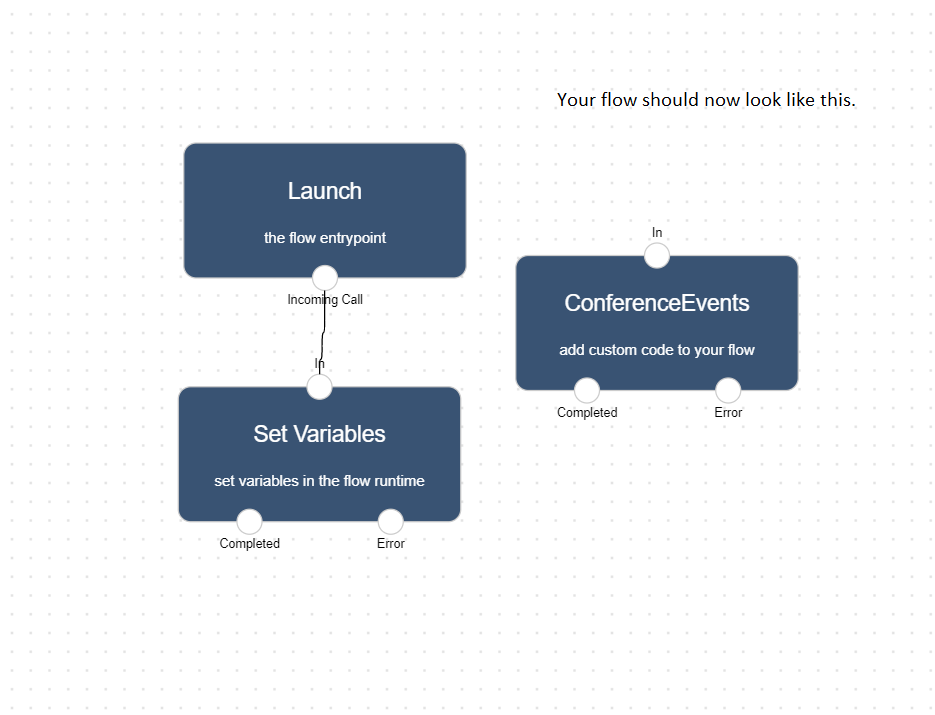 Your flow should now look like this.
Launch
the flow entrypoint
Incoming Call
In
Set Variables
set variables in the flow runtime
Completed
Error
In
ConferenceEvents
add custom code to your flow
Completed
Error